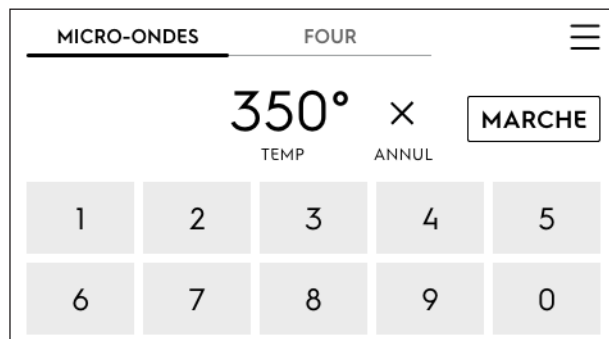 MICRO-ONDES FOUR
350° × MARCHE
TEMP ANNUL
1 2 3 4 5
6 7 8 9 0